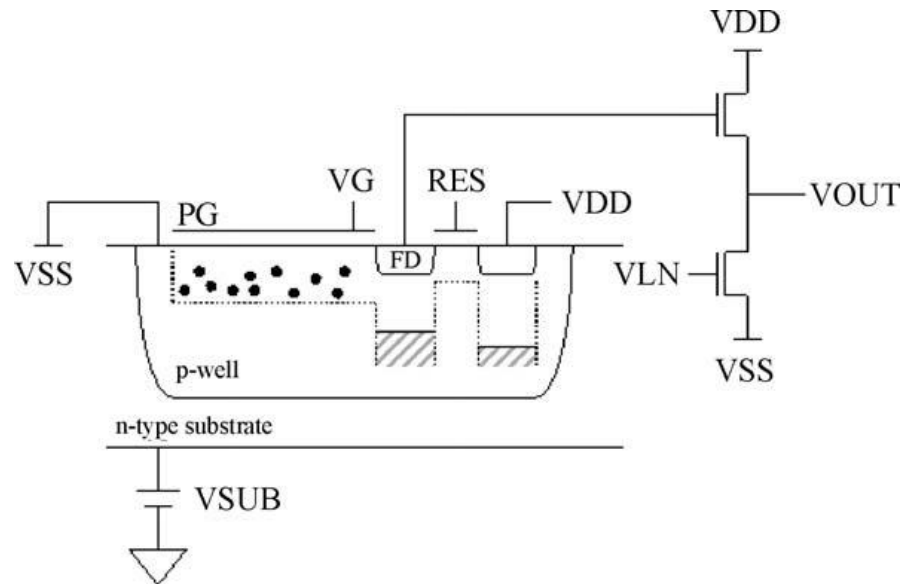 VDD
VG
RES
PG
VDD
VOUT
VSS
FD
VLN
p-well
VSS
n-type substrate
VSUB